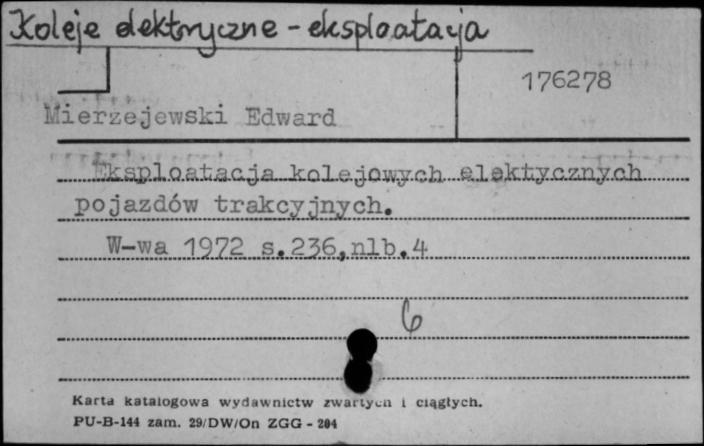 Koleje elektryczne - eksploatacja
176278
Mierzejewski Edward
Eksploatacja kolejowych elektycznych
pojazdów trakcyjnych.
W-wa 1972 s.236,nlb.4
6
Karta katalogowa wydawnictw zwartych i ciągłych.
PU-B-144 zam. 29/DW/On ZGG - 204